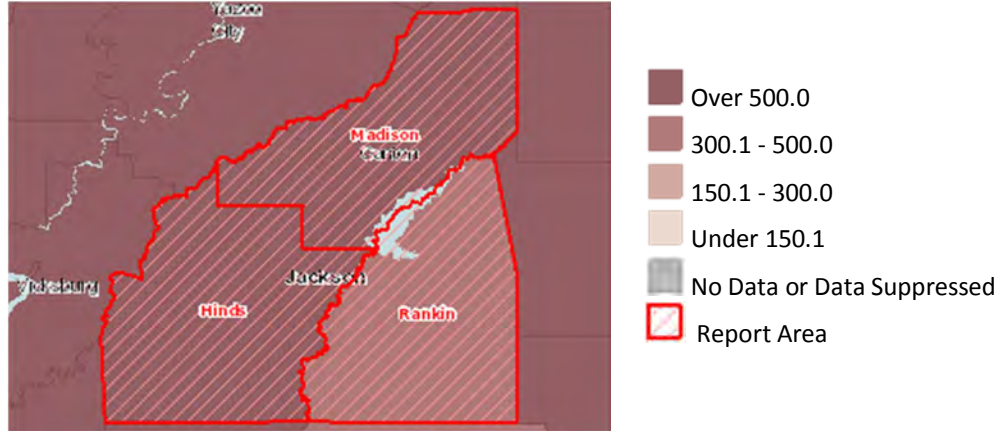 Yazoo
City
Madison
Canton
Vicksburg
Jackson
Hinds
Rankin
Over 500.0
300.1 - 500.0
150.1 - 300.0
Under 150.1
No Data or Data Suppressed
Report Area